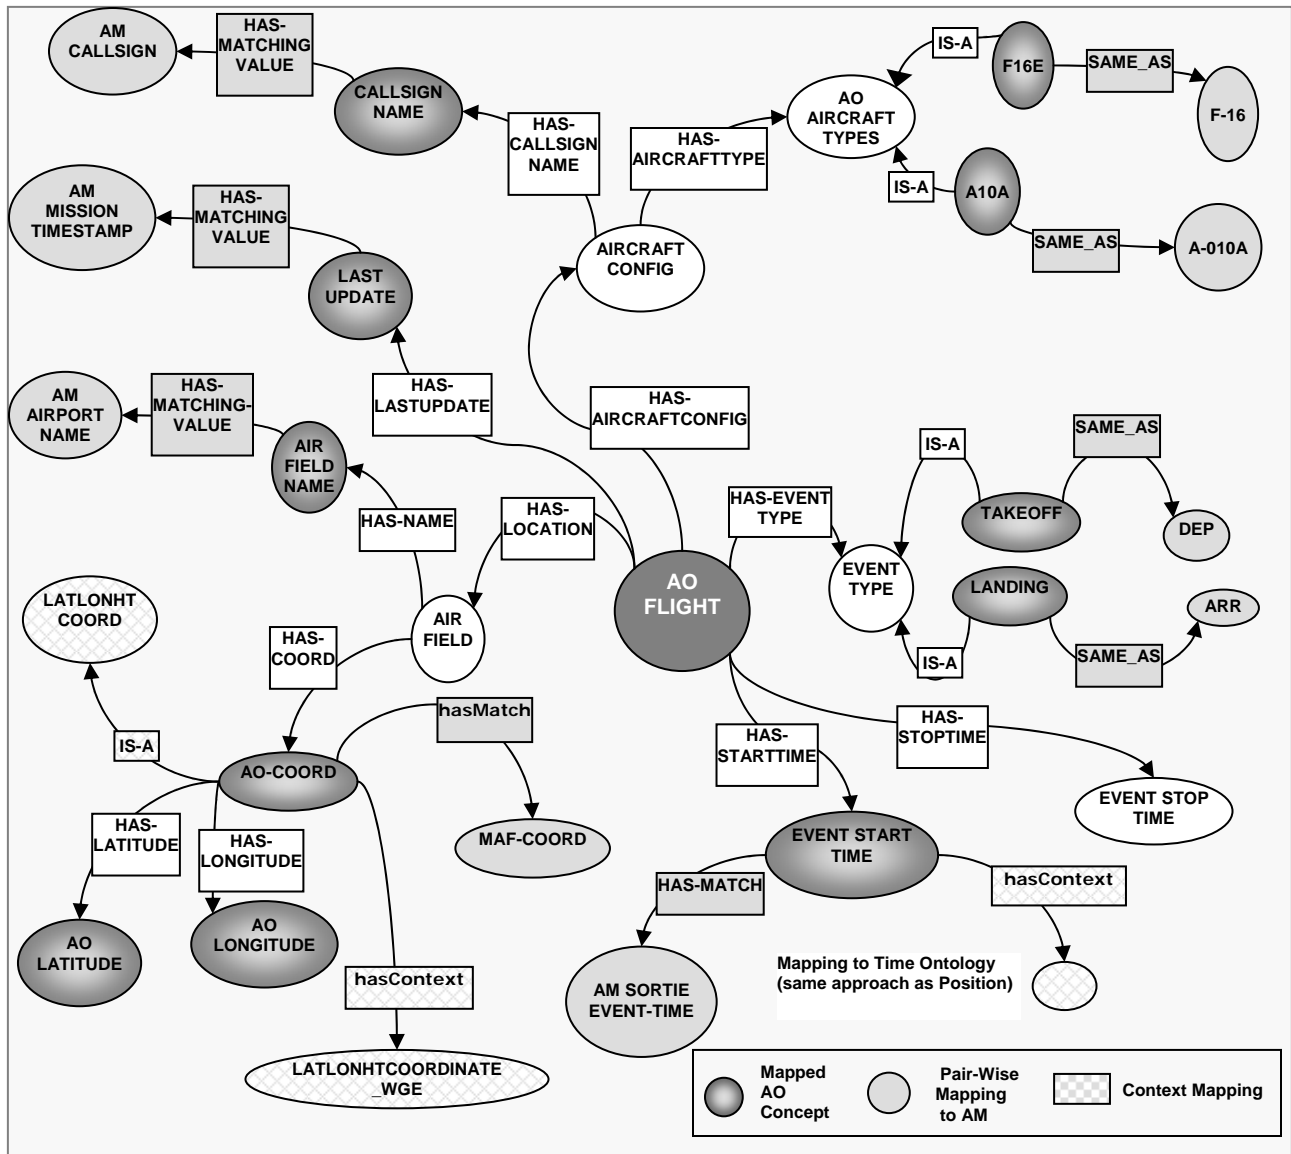 AM
CALLSIGN
HAS-
MATCHING
VALUE
CALLSIGN
NAME
HAS-
CALLSIGN
NAME
HAS-
AIRCRAFTTYPE
AO
AIRCRAFT
TYPES
IS-A
F16E
SAME_AS
F-16
IS-A
A10A
SAME_AS
A-010A
AM
MISSION
TIMESTAMP
HAS-
MATCHING
VALUE
LAST
UPDATE
AIRCRAFT
CONFIG
HAS-
LASTUPDATE
HAS-
AIRCRAFTCONFIG
AM
AIRPORT
NAME
HAS-
MATCHING-
VALUE
AIR
FIELD
NAME
HAS-NAME
HAS-
LOCATION
HAS-EVENT
TYPE
IS-A
SAME_AS
TAKEOFF
DEP
EVENT
TYPE
LANDING
ARR
IS-A
SAME_AS
AO
FLIGHT
LATLONHT
COORD
HAS-
COORD
AIR
FIELD
IS-A
AO-COORD
hasMatch
HAS-
STARTTIME
HAS-
STOPTIME
EVENT STOP
TIME
HAS-
LATITUDE
HAS-
LONGITUDE
MAF-COORD
EVENT START
TIME
HAS-MATCH
hasContext
AO
LATITUDE
AO
LONGITUDE
hasContext
AM SORTIE
EVENT-TIME
Mapping to Time Ontology
(same approach as Position)
LATLONHTCOORDINATE
_WGE
Mapped
AO
Concept
Pair-Wise
Mapping
to AM
Context Mapping